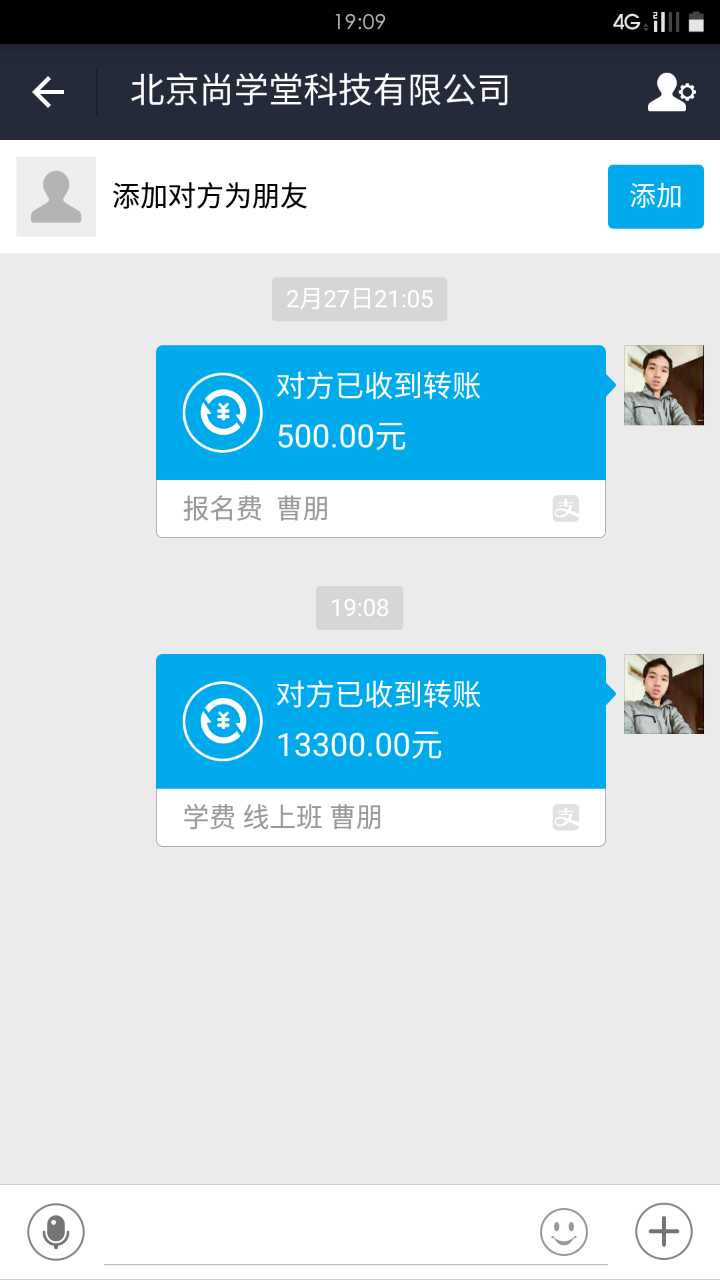 19:09
4G 2
北京尚学堂科技有限公司
添加对方为朋友
添加
2月27日21:05
对方已收到转账
500.00元
报名费 曹朋
支
19:08
对方已收到转账
13300.00元
学费 线上班 曹朋
支